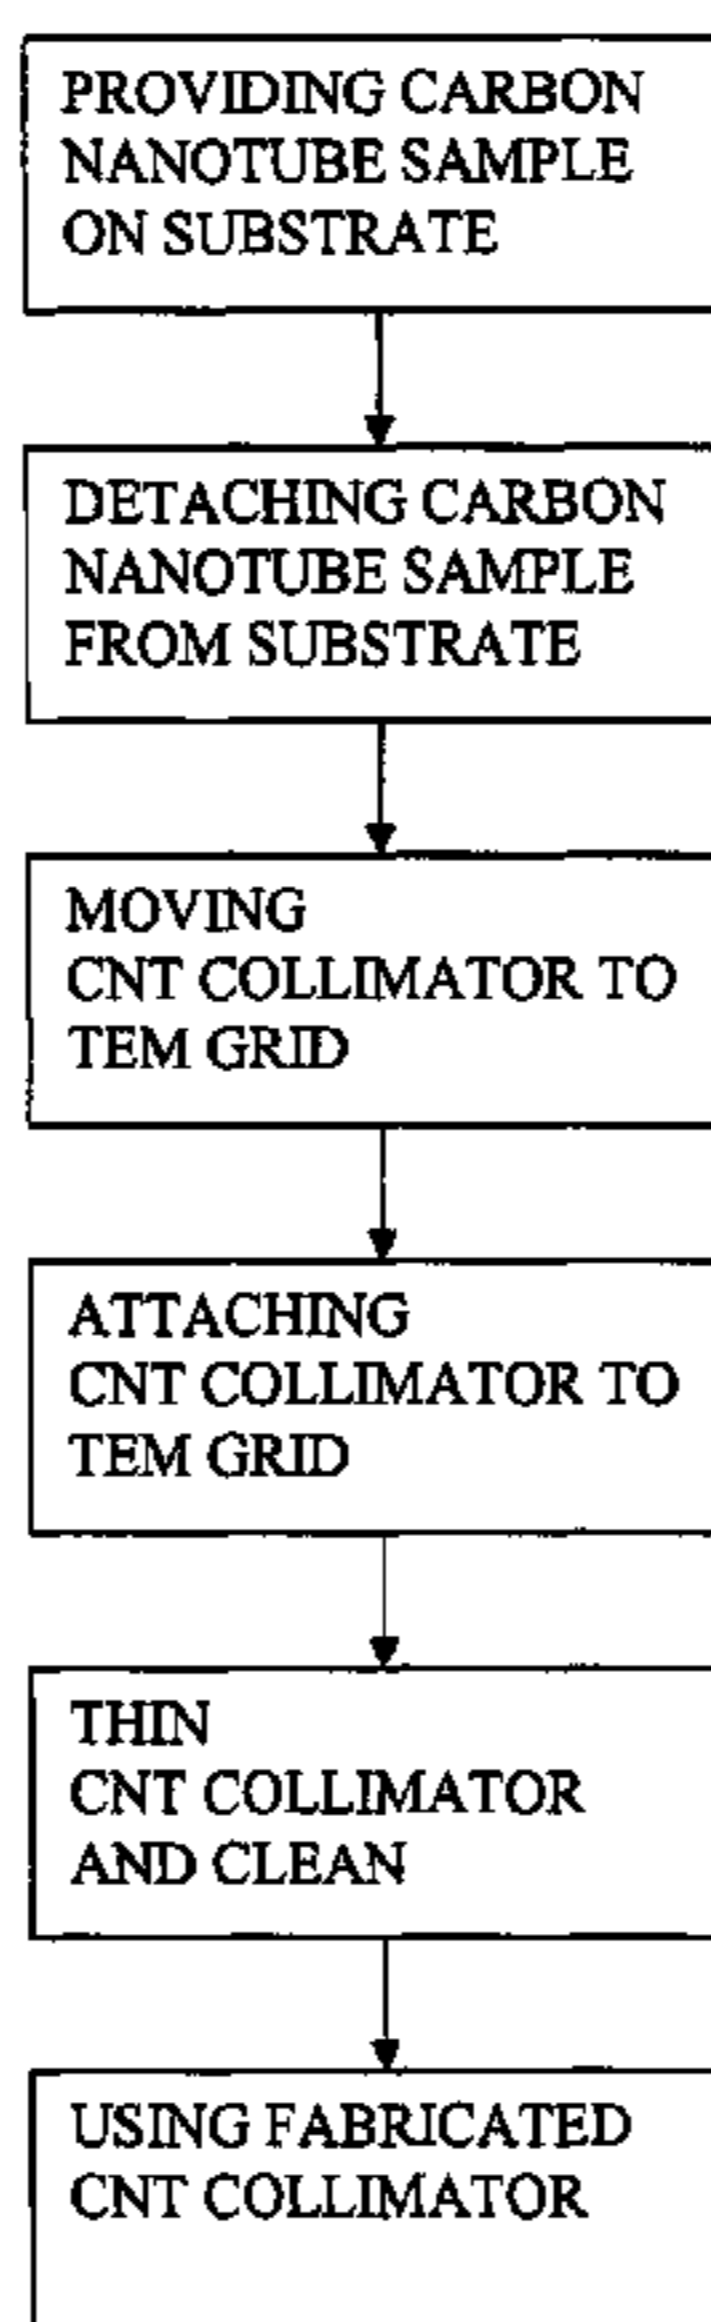 PROVIDING CARBON
NANOTUBE SAMPLE
ON SUBSTRATE
DETACHING CARBON
NANOTUBE SAMPLE
FROM SUBSTRATE
MOVING
CNT COLLIMATOR TO
TEM GRID
ATTACHING
CNT COLLIMATOR TO
TEM GRID
THIN
CNT COLLIMATOR
AND CLEAN
USING FABRICATED
CNT COLLIMATOR